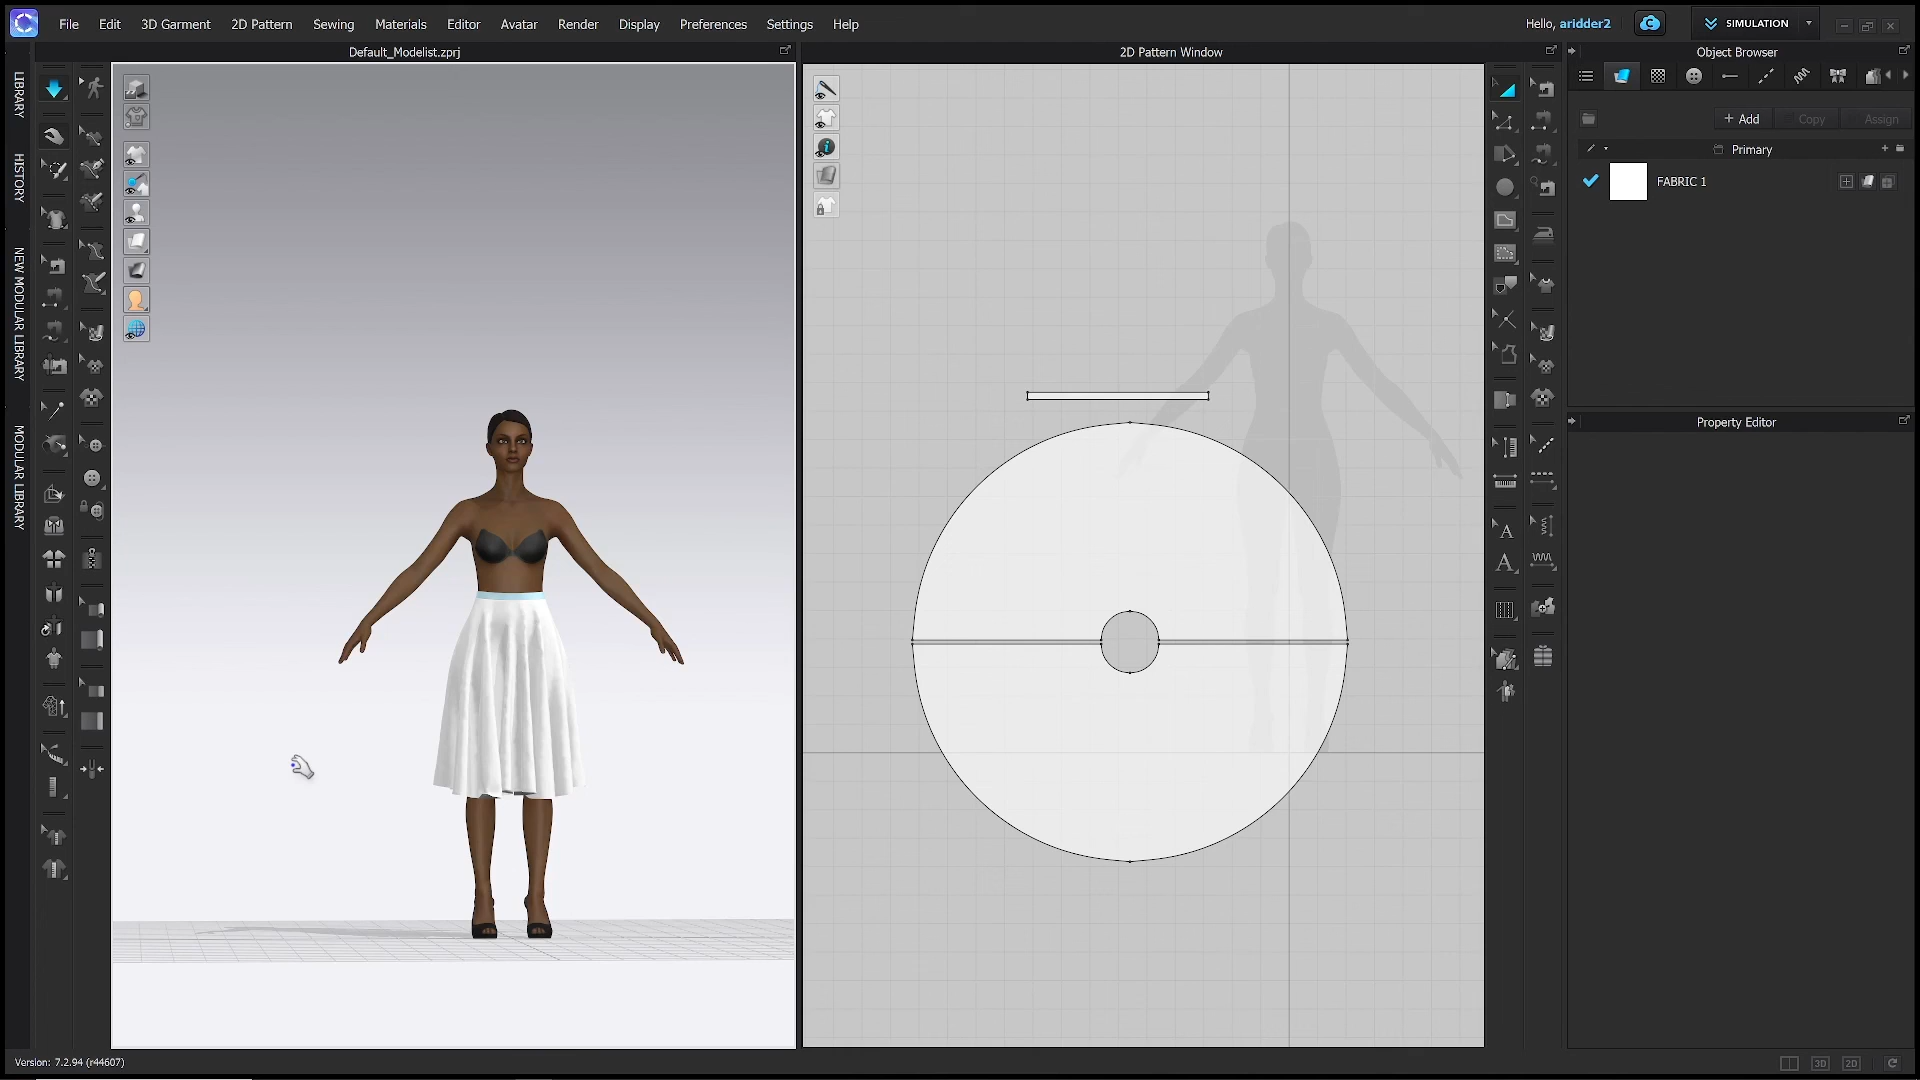 File Edit 3D Garment 2D Pattern Sewing Materials Editor Avatar Render Display Preferences Settings Help
Hello, aridder2
SIMULATION
Default_Modelist.zprj
2D Pattern Window
Object Browser
LIBRARY
HISTORY
NEW MODULAR LIBRARY
MODULAR LIBRARY
+ Add Copy Assign
Primary
FABRIC 1
Property Editor
A
A
Version: 7.2.94 (r44607)
3D 2D